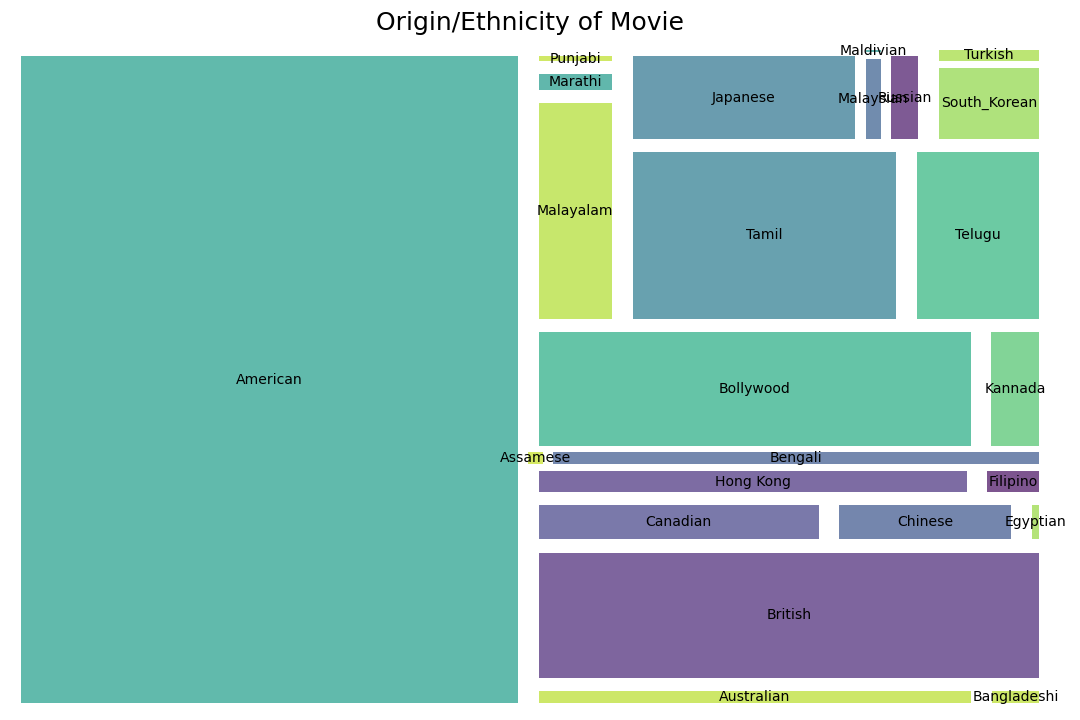 Origin/Ethnicity of Movie
Maldivian
Turkish
Punjabi
Marathi
Japanese
Malaysian
Russian
South_Korean
Malayalam
Tamil
Telugu
American
Bollywood
Kannada
Assamese
Bengali
Hong Kong
Filipino
Canadian
Chinese
Egyptian
British
Australian
Bangladeshi